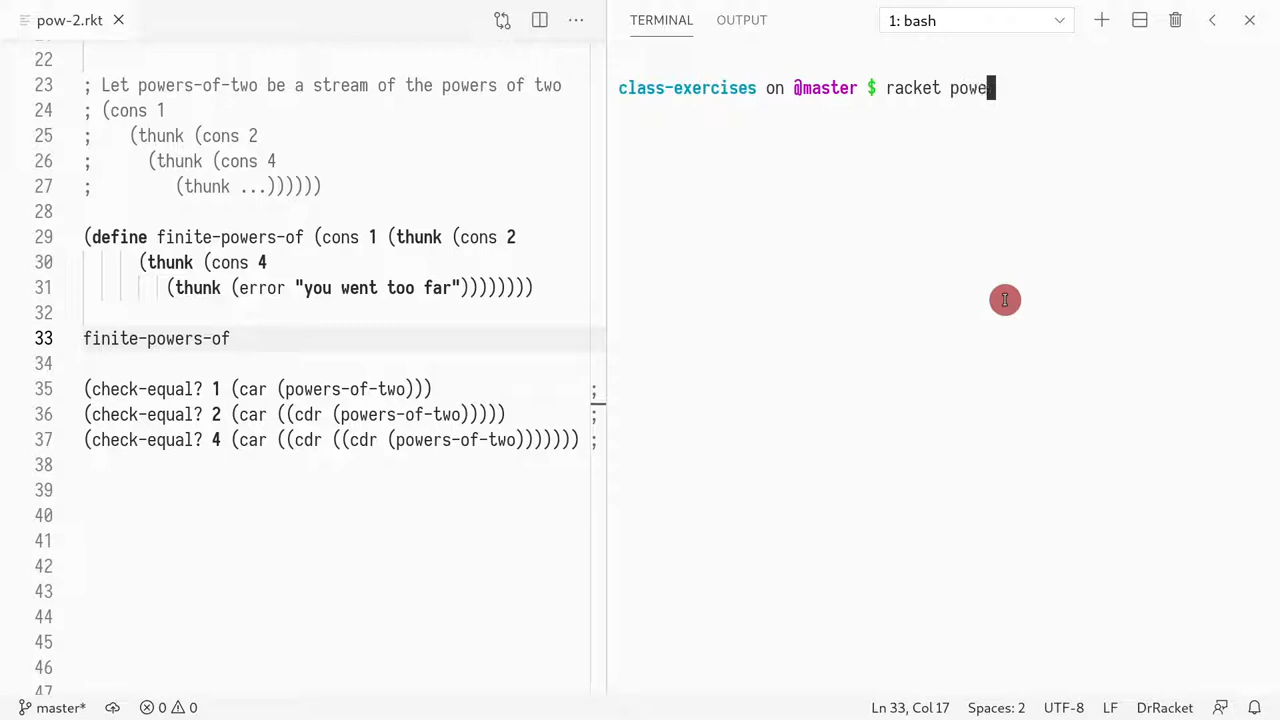 pow-2.rkt
TERMINAL
OUTPUT
1: bash
22
23 ; Let powers-of-two be a stream of the powers of two
24 ; (cons 1
25 ;    (thunk (cons 2
26 ;      (thunk (cons 4
27 ;         (thunk ...))))))
28
29 (define finite-powers-of (cons 1 (thunk (cons 2
30       (thunk (cons 4
31          (thunk (error "you went too far"))))))))
32
33 finite-powers-of
34
35 (check-equal? 1 (car (powers-of-two))) ;
36 (check-equal? 2 (car ((cdr (powers-of-two))))) ;
37 (check-equal? 4 (car ((cdr ((cdr (powers-of-two))))))) ;
38
39
40
41
42
43
44
45
46
47
class-exercises on @master $ racket powe
master*
0
0
Ln 33, Col 17
Spaces: 2
UTF-8
LF
DrRacket